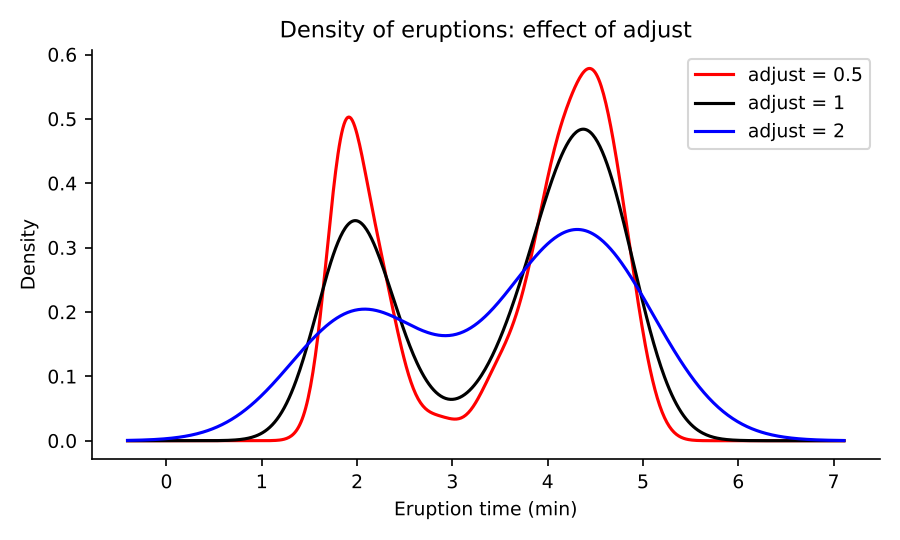 Density of eruptions: effect of adjust
adjust = 0.5
adjust = 1
adjust = 2
Density
0.6
0.5
0.4
0.3
0.2
0.1
0.0
0 1 2 3 4 5 6 7
Eruption time (min)